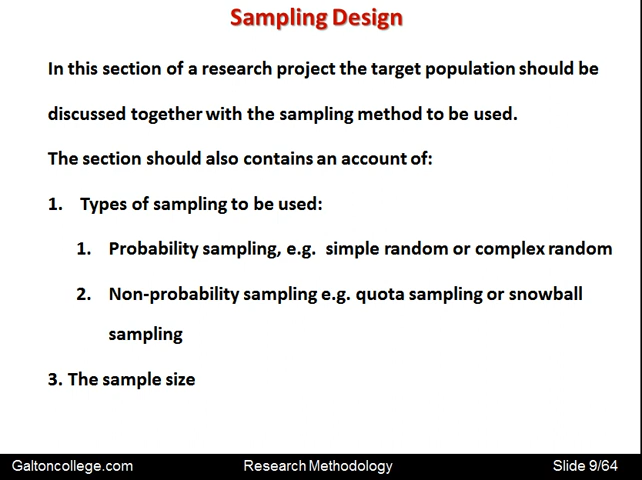 Sampling Design
In this section of a research project the target population should be
discussed together with the sampling method to be used.
The section should also contains an account of:
1. Types of sampling to be used:
1. Probability sampling, e.g. simple random or complex random
2. Non-probability sampling e.g. quota sampling or snowball
sampling
3. The sample size
Galtoncollege.com Research Methodology Slide 9/64